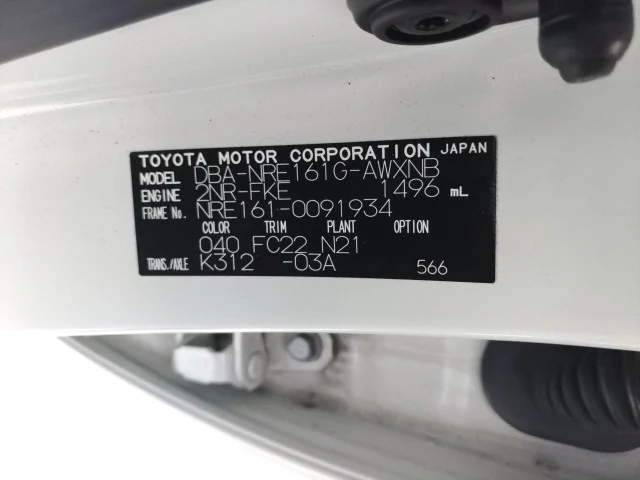 TOYOTA MOTOR CORPORATION JAPAN
MODEL DBA-NRE161G-AWXNB
ENGINE 2NR-FKE 1496 mL
FRAME No. NRE161-0091934
COLOR TRIM PLANT OPTION
040 FC22 N21
TRANS./AXLE K312 -03A 566